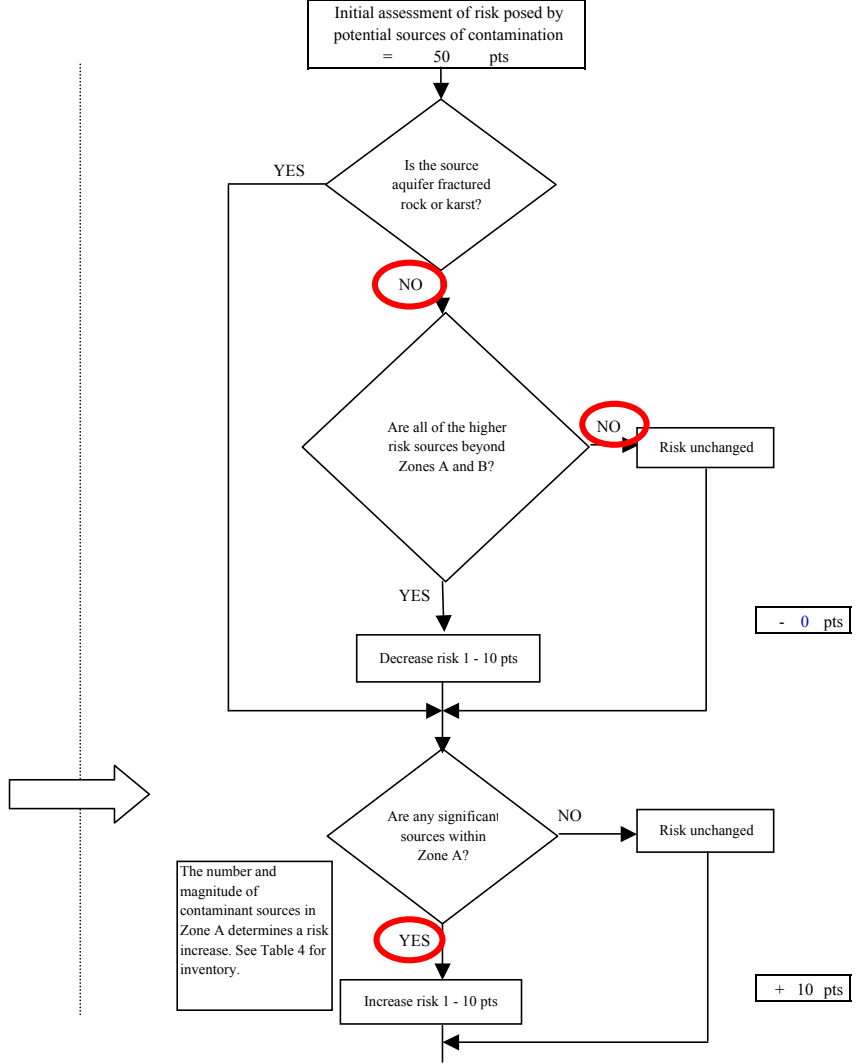 Initial assessment of risk posed by
potential sources of contamination
= 50 pts
YES
Is the source
aquifer fractured
rock or karst?
NO
Are all of the higher
risk sources beyond
Zones A and B?
NO
Risk unchanged
YES
- 0 pts
Decrease risk 1 - 10 pts
Are any significant
sources within
Zone A?
NO
Risk unchanged
The number and
magnitude of
contaminant sources in
Zone A determines a risk
increase. See Table 4 for
inventory.
YES
Increase risk 1 - 10 pts
+ 10 pts